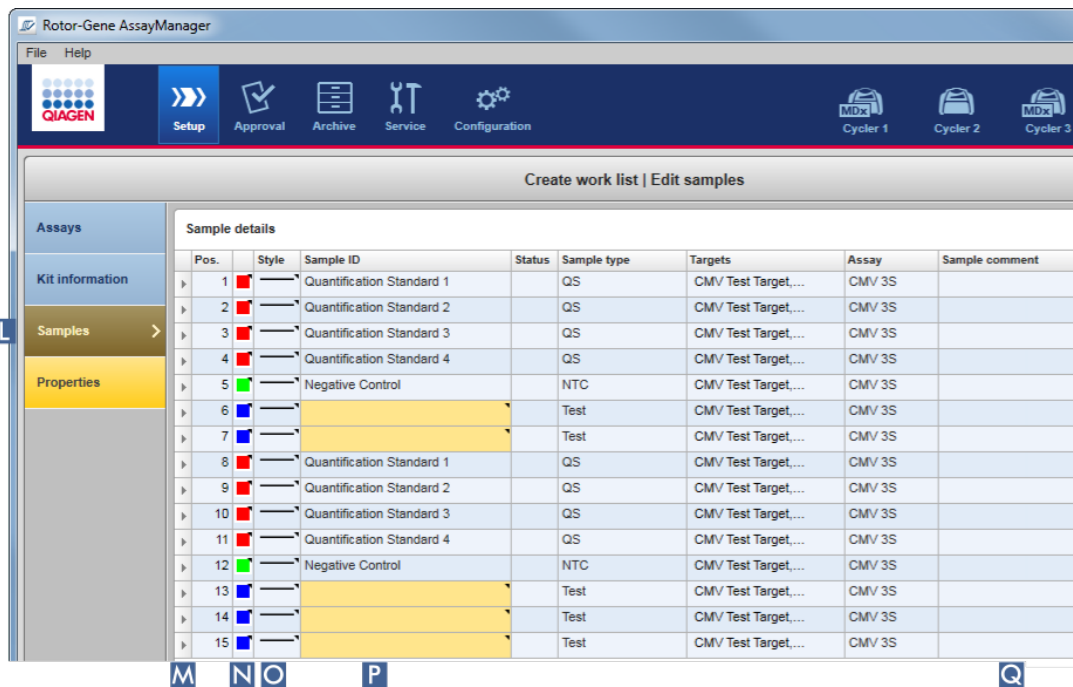 Rotor-Gene AssayManager
File Help
QIAGEN
Setup Approval Archive Service Configuration MDx Cycler 1 Cycler 2 MDx Cycler 3
Create work list | Edit samples
Assays
Kit information
Samples
Properties
L
Sample details
Pos. Style Sample ID Status Sample type Targets Assay Sample comment
1 Quantification Standard 1 QS CMV Test Target,... CMV 3S
2 Quantification Standard 2 QS CMV Test Target,... CMV 3S
3 Quantification Standard 3 QS CMV Test Target,... CMV 3S
4 Quantification Standard 4 QS CMV Test Target,... CMV 3S
5 Negative Control NTC CMV Test Target,... CMV 3S
6 Test CMV Test Target,... CMV 3S
7 Test CMV Test Target,... CMV 3S
8 Quantification Standard 1 QS CMV Test Target,... CMV 3S
9 Quantification Standard 2 QS CMV Test Target,... CMV 3S
10 Quantification Standard 3 QS CMV Test Target,... CMV 3S
11 Quantification Standard 4 QS CMV Test Target,... CMV 3S
12 Negative Control NTC CMV Test Target,... CMV 3S
13 Test CMV Test Target,... CMV 3S
14 Test CMV Test Target,... CMV 3S
15 Test CMV Test Target,... CMV 3S
M N O P Q